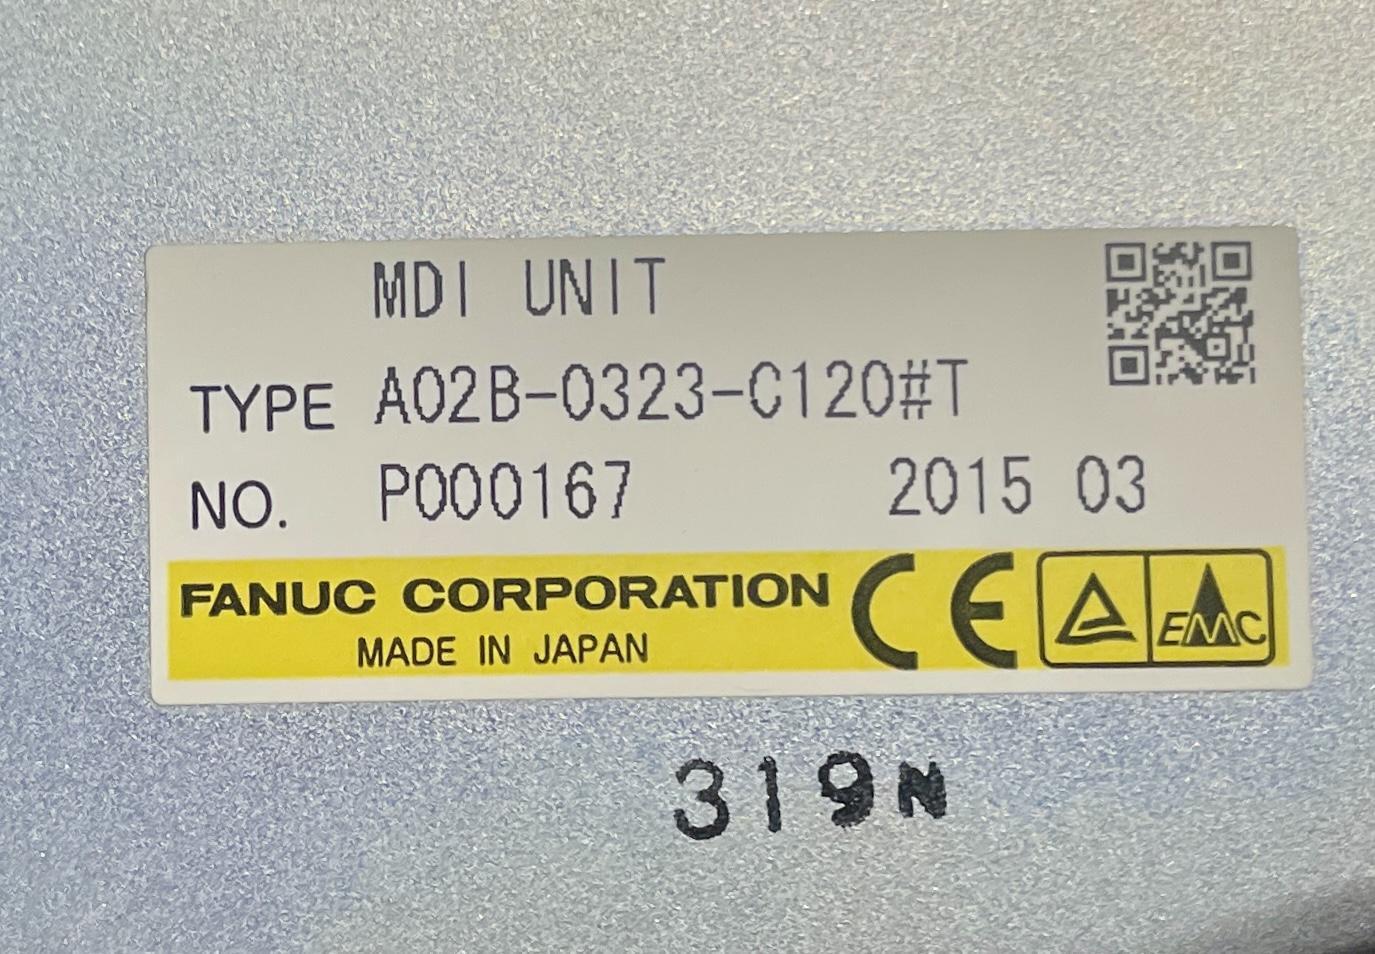 MDI UNIT
TYPE A02B-0323-C120#T
NO. P000167 2015 03
FANUC CORPORATION CE EMC
MADE IN JAPAN
319N